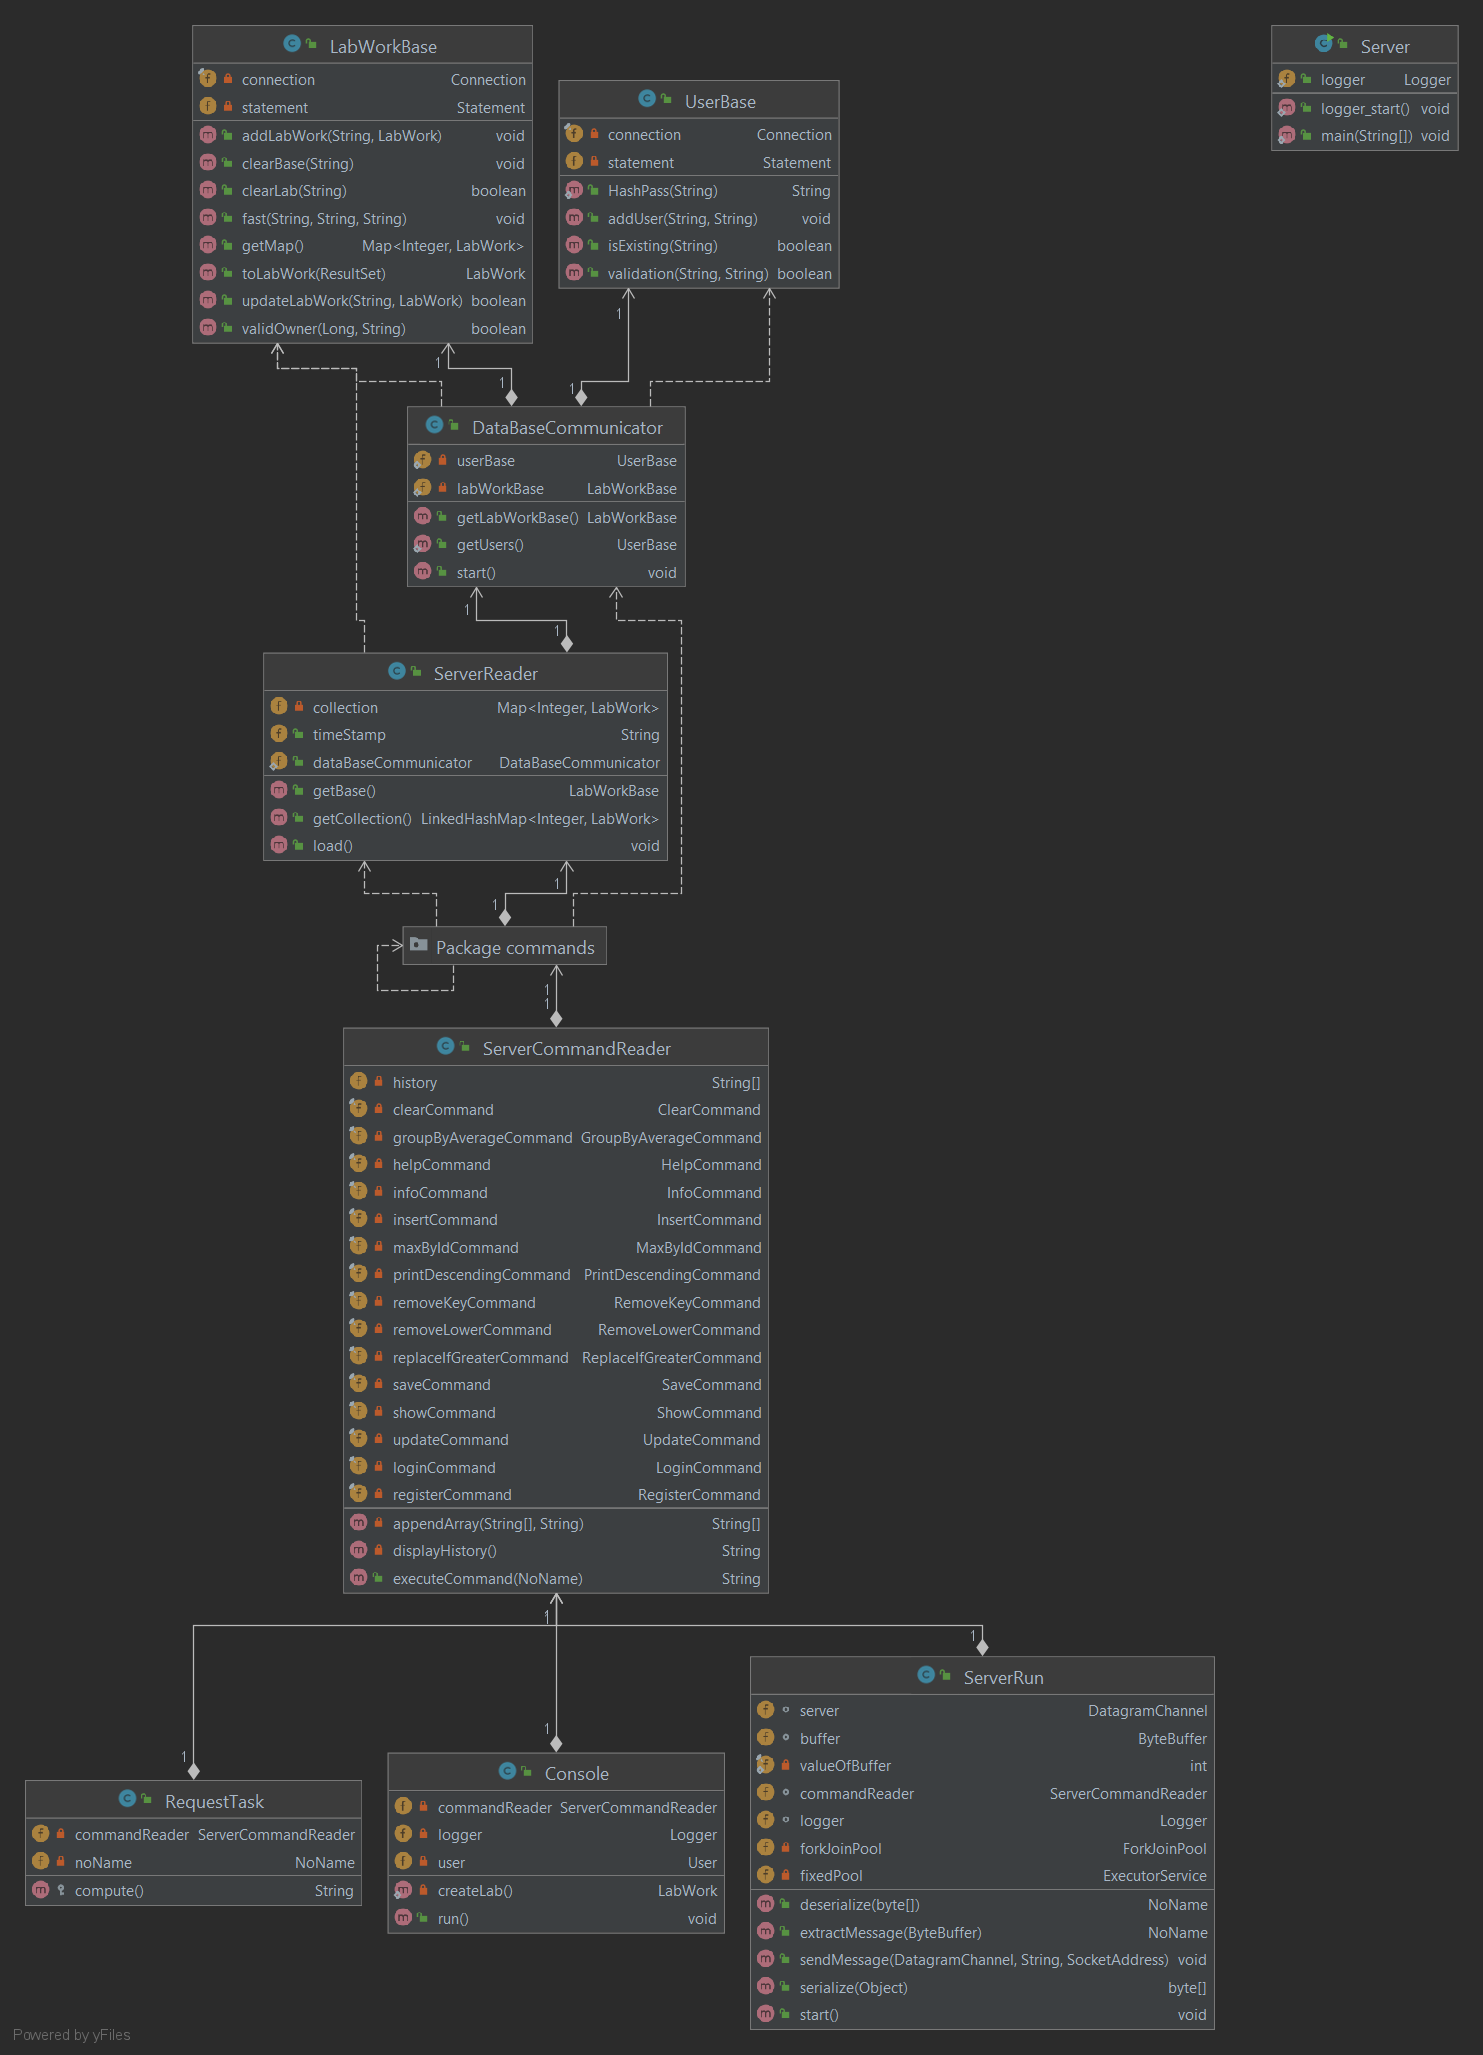 LabWorkBase
connection Connection
statement Statement
addLabWork(String, LabWork) void
clearBase(String) void
clearLab(String) boolean
fast(String, String, String) void
getMap() Map<Integer, LabWork>
toLabWork(ResultSet) LabWork
updateLabWork(String, LabWork) boolean
validOwner(Long, String) boolean
UserBase
connection Connection
statement Statement
HashPass(String) String
addUser(String, String) void
isExisting(String) boolean
validation(String, String) boolean
Server
logger Logger
logger_start() void
main(String[]) void
1
1
1
1
DataBaseCommunicator
userBase UserBase
labWorkBase LabWorkBase
getLabWorkBase() LabWorkBase
getUsers() UserBase
start() void
1
1
ServerReader
collection Map<Integer, LabWork>
timeStamp String
dataBaseCommunicator DataBaseCommunicator
getBase() LabWorkBase
getCollection() LinkedHashMap<Integer, LabWork>
load() void
1
1
Package commands
1
1
ServerCommandReader
history String[]
clearCommand ClearCommand
groupByAverageCommand GroupByAverageCommand
helpCommand HelpCommand
infoCommand InfoCommand
insertCommand InsertCommand
maxByIdCommand MaxByIdCommand
printDescendingCommand PrintDescendingCommand
removeKeyCommand RemoveKeyCommand
removeLowerCommand RemoveLowerCommand
replaceIfGreaterCommand ReplaceIfGreaterCommand
saveCommand SaveCommand
showCommand ShowCommand
updateCommand UpdateCommand
loginCommand LoginCommand
registerCommand RegisterCommand
appendArray(String[], String) String[]
displayHistory() String
executeCommand(NoName) String
1
1
1
1
RequestTask
commandReader ServerCommandReader
noName NoName
compute() String
Console
commandReader ServerCommandReader
logger Logger
user User
createLab() LabWork
run() void
ServerRun
server DatagramChannel
buffer ByteBuffer
valueOfBuffer int
commandReader ServerCommandReader
logger Logger
forkJoinPool ForkJoinPool
fixedPool ExecutorService
deserialize(byte[]) NoName
extractMessage(ByteBuffer) NoName
sendMessage(DatagramChannel, String, SocketAddress) void
serialize(Object) byte[]
start() void
Powered by yFiles